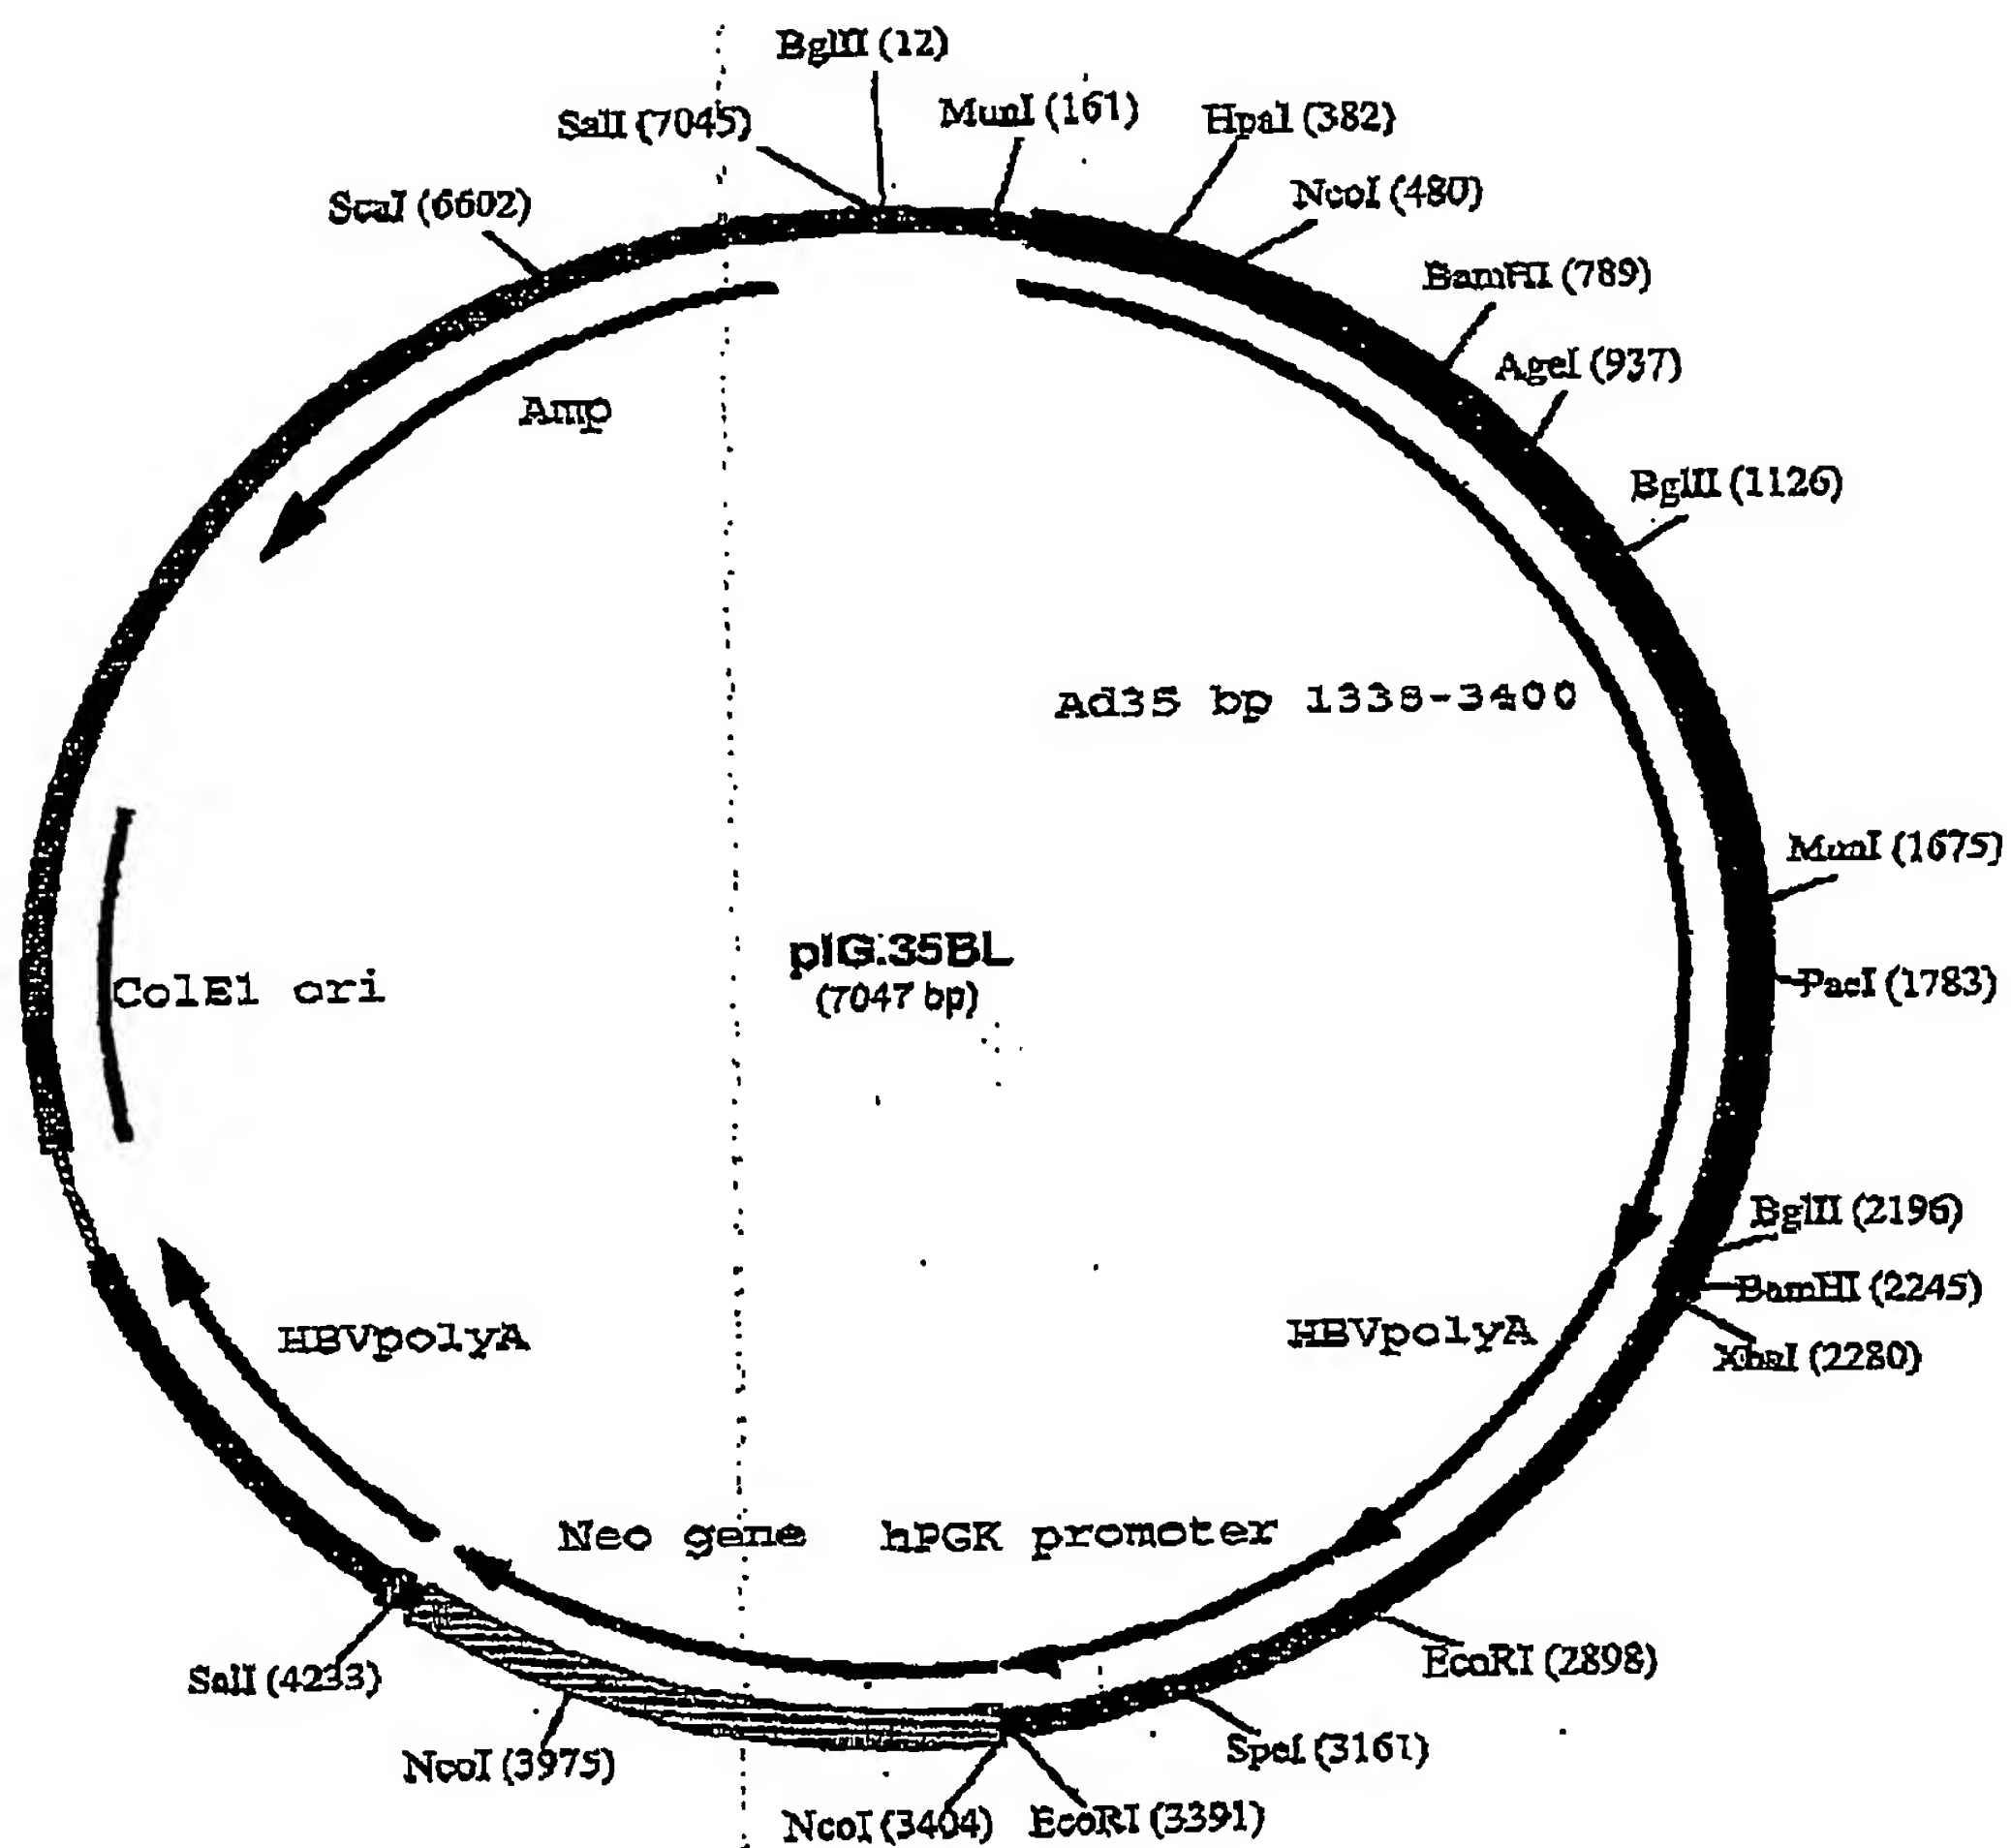 BglII (12)
SalI (7045)
MunI (161)
HpaI (382)
ScaI (6602)
NcoI (480)
BamHI (789)
AgeI (937)
Amp
BglII (1126)
Ad35 bp 1338-3400
MunI (1675)
pIG.35BL
(7047 bp)
ColE1 ori
PacI (1783)
BglII (2196)
BamHI (2245)
HBVpolyA
HBVpolyA
XbaI (2280)
Neo gene
hPGK promoter
EcoRI (2898)
SalI (4233)
SpeI (3161)
NcoI (3975)
NcoI (3404)
EcoRI (3391)